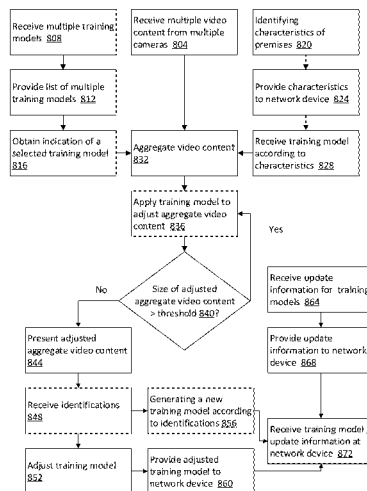 Receive multiple training
models 808
Receive multiple video
content from multiple
cameras 804
Identifying
characteristics of
premises 820
Provide list of multiple
training models 812
Provide characteristics
to network device 824
Obtain indication of a
selected training model
816
Aggregate video content
832
Receive training model
according to
characteristics 828
Apply training model to
adjust aggregate video
content 836
Yes
No
Size of adjusted
aggregate video content
> threshold 840?
Receive update
information for training
models 864
Present adjusted
aggregate video content
844
Provide update
information to network
device 868
Receive identifications
848
Generating a new
training model according
to identifications 856
Receive training model
update information at
network device 872
Adjust training model
852
Provide adjusted
training model to
network device 860